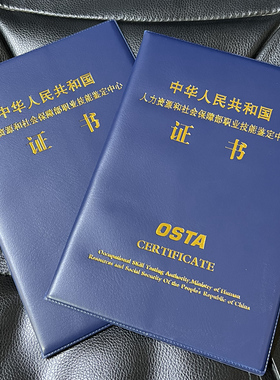 中华人民共和国
人力资源和社会保障部职业技能鉴定中心
证书
OSTA
CERTIFICATE
Occupational Skill Testing Authority, Ministry of Human
Resources and Social Security Of the People's Republic of China
中华人民共和国
资源和社会保障部职业技能鉴定中心
证书